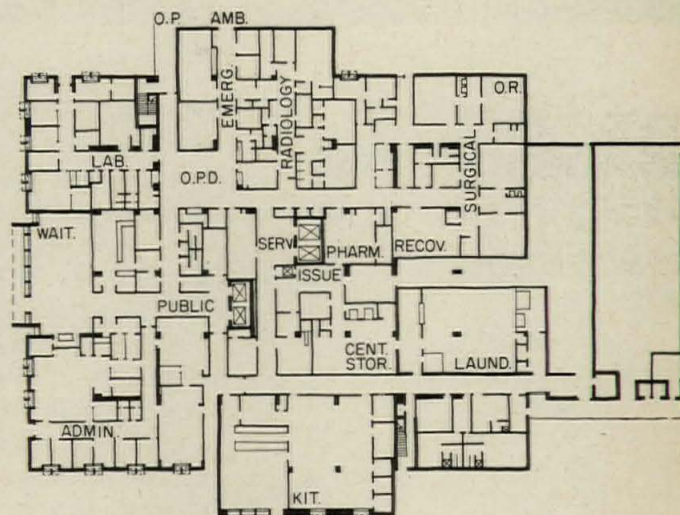 O.P. AMB.
EMERG.
RADIOLOGY
O.R.
SURGICAL
LAB.
O.P.D.
WAIT.
SERV.
PHARM.
RECOV.
ISSUE
PUBLIC
CENT.
STOR.
LAUND.
ADMIN.
KIT.